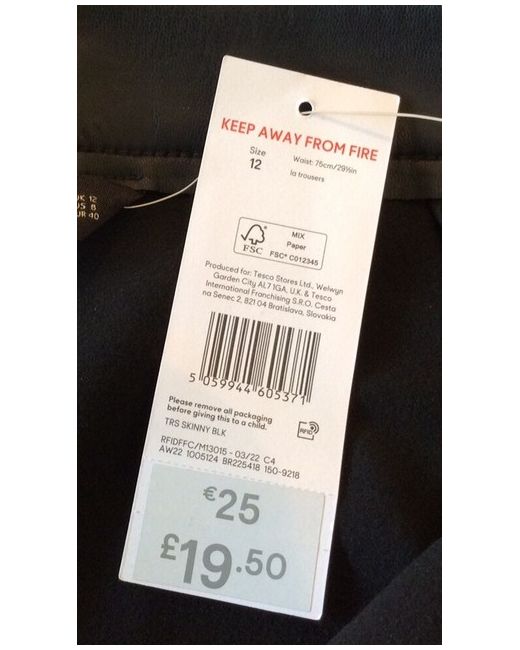 KEEP AWAY FROM FIRE
Size
12
Waist: 75cm/29½in
la trousers
FSC
MIX
Paper
FSC® C012345
Produced for: Tesco Stores Ltd., Welwyn
Garden City AL7 1GA, U.K. & Tesco
International Franchising S.R.O. Cesta
na Senec 2, 821 04 Bratislava, Slovakia
5 059944 605371
Please remove all packaging
before giving this to a child.
RFID
TRS SKINNY BLK
RFIDFFC/M13015 - 03/22 C4
AW22 1005124 BR225418 150-9218
€25
£19.50
UK 12
US 8
EUR 40